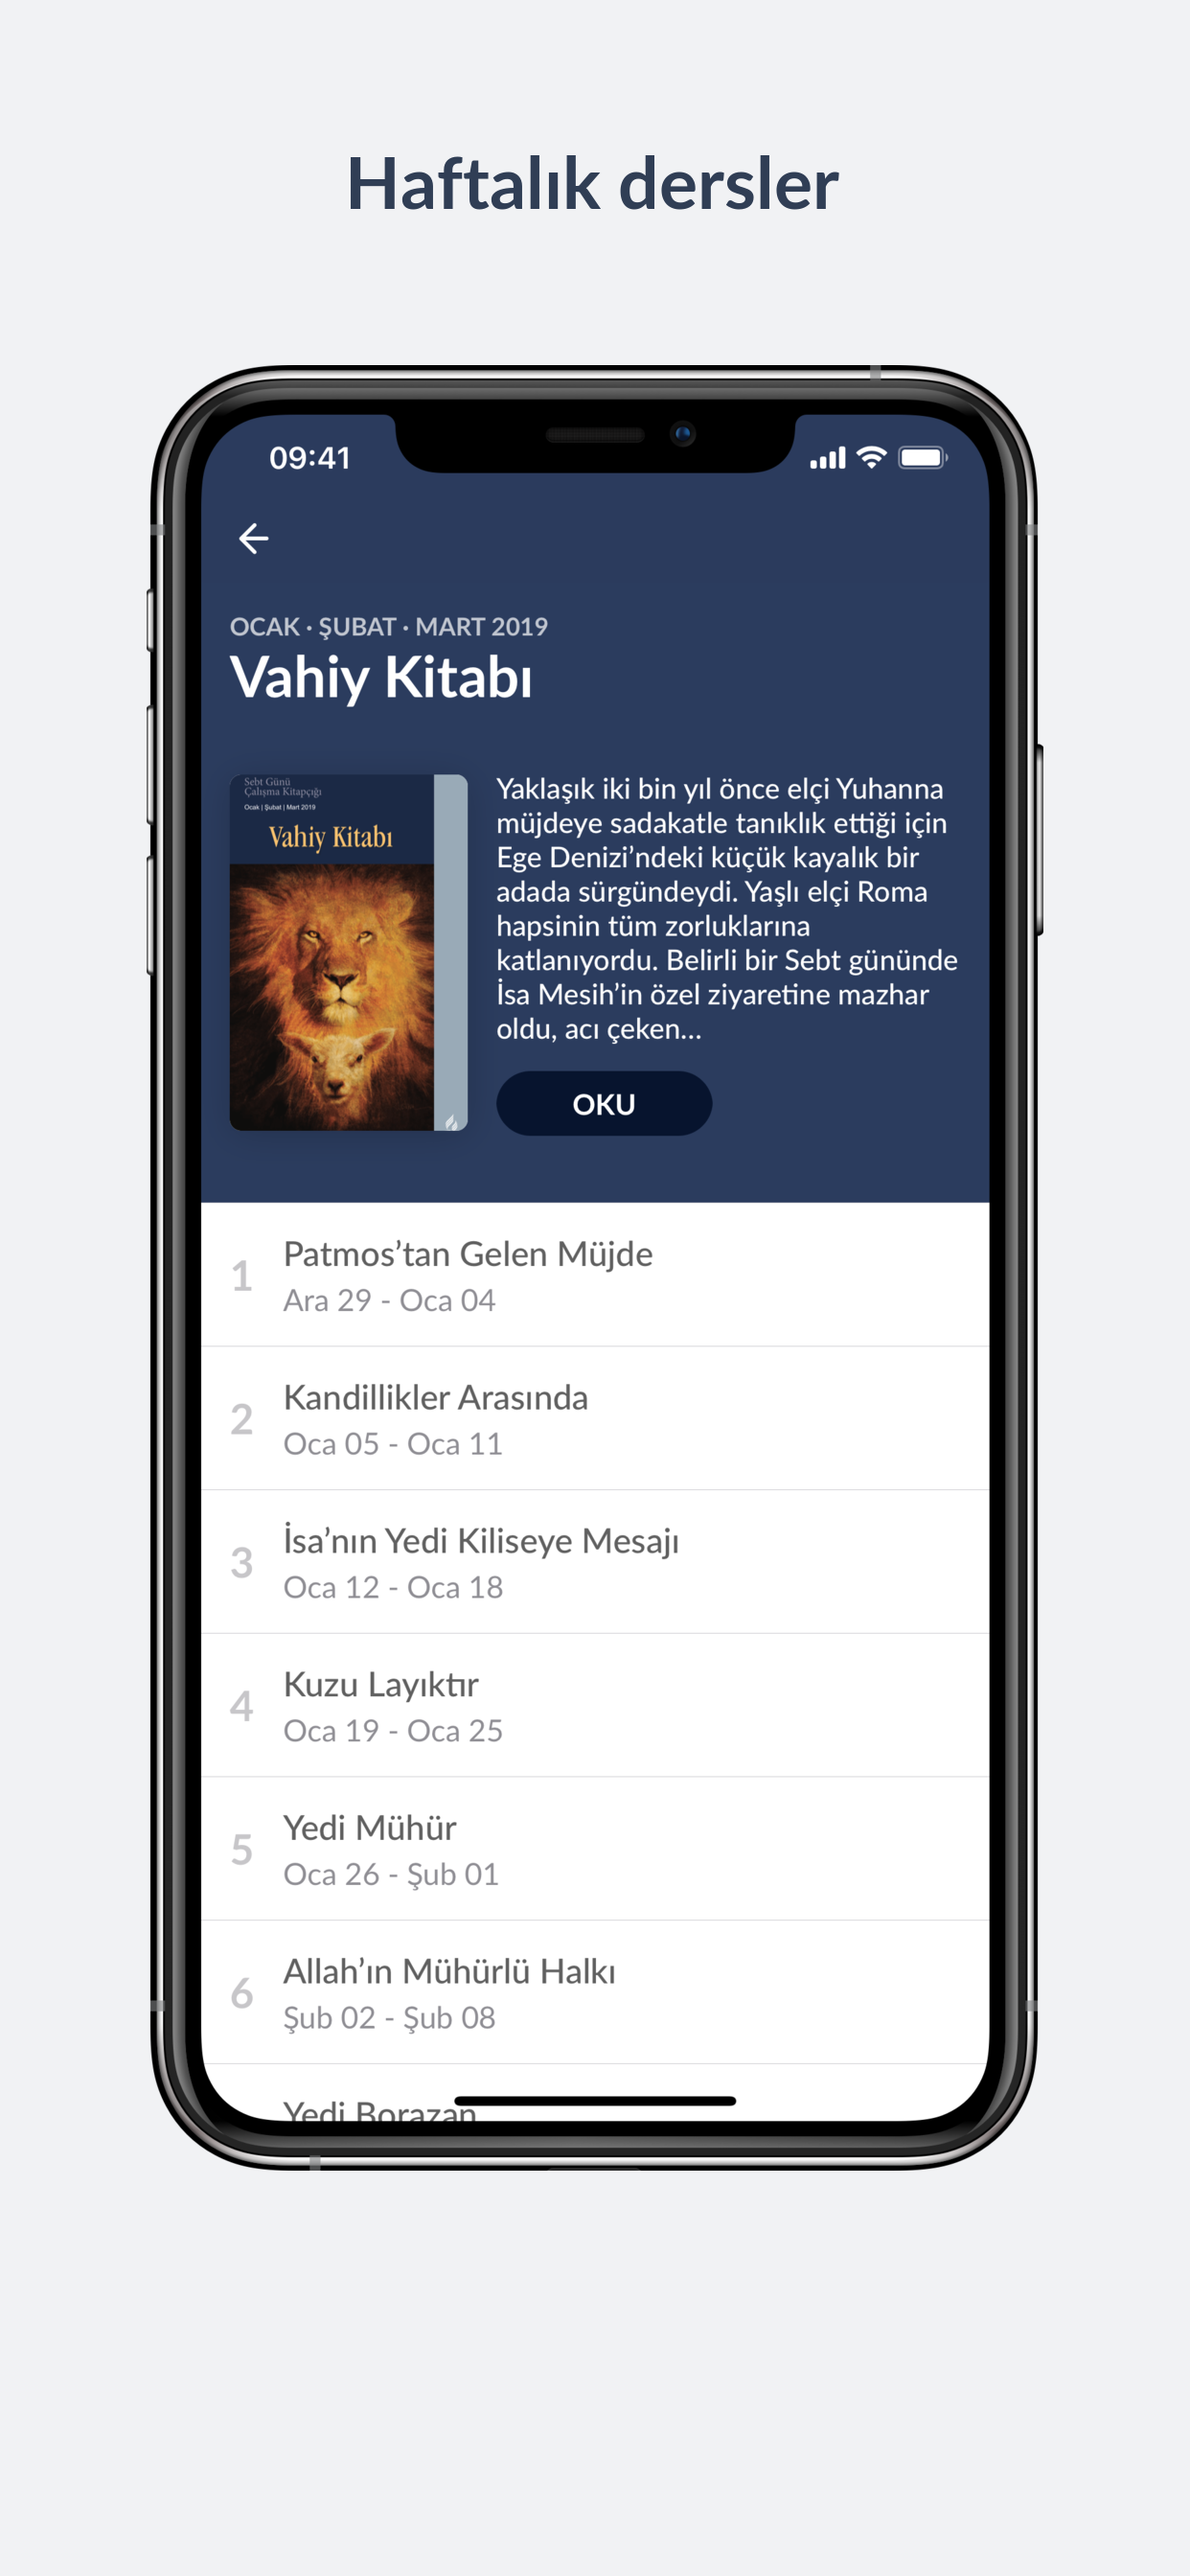 Haftalık dersler
09:41
OCAK · ŞUBAT · MART 2019
Vahiy Kitabı
Sebt Günü
Çalışma Kitapçığı
Ocak | Şubat | Mart 2019
Vahiy Kitabı
Yaklaşık iki bin yıl önce elçi Yuhanna
müjdeye sadakatle tanıklık ettiği için
Ege Denizi’ndeki küçük kayalık bir
adada sürgündeydi. Yaşlı elçi Roma
hapsinin tüm zorluklarına
katlanıyordu. Belirli bir Sebt gününde
İsa Mesih’in özel ziyaretine mazhar
oldu, acı çeken...
OKU
1
Patmos’tan Gelen Müjde
Ara 29 - Oca 04
2
Kandillikler Arasında
Oca 05 - Oca 11
3
İsa’nın Yedi Kiliseye Mesajı
Oca 12 - Oca 18
4
Kuzu Layıktır
Oca 19 - Oca 25
5
Yedi Mühür
Oca 26 - Şub 01
6
Allah’ın Mühürlü Halkı
Şub 02 - Şub 08
Yedi Borazan